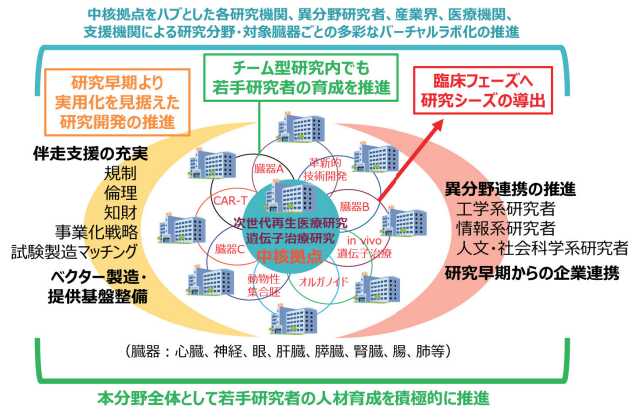 中核拠点をハブとした各研究機関、異分野研究者、産業界、医療機関、
支援機関による研究分野・対象臓器ごとの多彩なバーチャルラボ化の推進
研究早期より
実用化を見据えた
研究開発の推進
チーム型研究内でも
若手研究者の育成を推進
臨床フェーズへ
研究シーズの導出
伴走支援の充実
規制
倫理
知財
事業化戦略
試験製造マッチング
ベクター製造・
提供基盤整備
臓器A
革新的
技術開発
CAR-T
臓器B
次世代再生医療研究
遺伝子治療研究
中核拠点
臓器C
in vivo
遺伝子治療
動物性
集合胚
オルガノイド
異分野連携の推進
工学系研究者
情報系研究者
人文・社会科学系研究者
研究早期からの企業連携
（臓器：心臓、神経、眼、肝臓、膵臓、腎臓、腸、肺等）
本分野全体として若手研究者の人材育成を積極的に推進